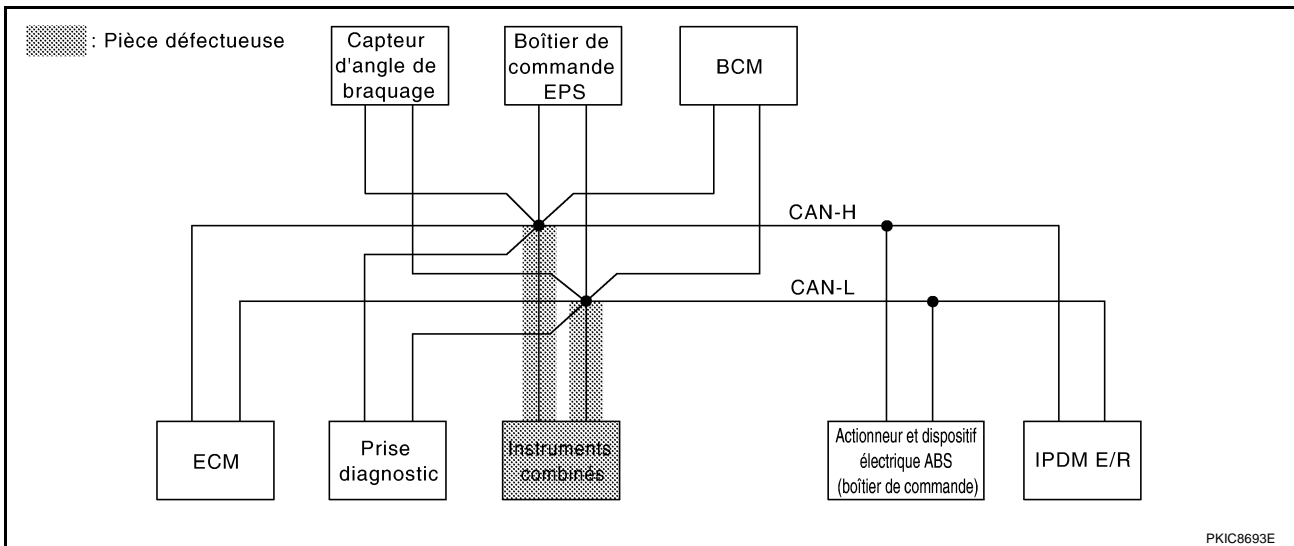 : Pièce défectueuse
Capteur
d'angle de
braquage
Boîtier de
commande
EPS
BCM
CAN-H
CAN-L
ECM
Prise
diagnostic
Instruments
combinés
Actionneur et dispositif
électrique ABS
(boîtier de commande)
IPDM E/R
PKIC8693E